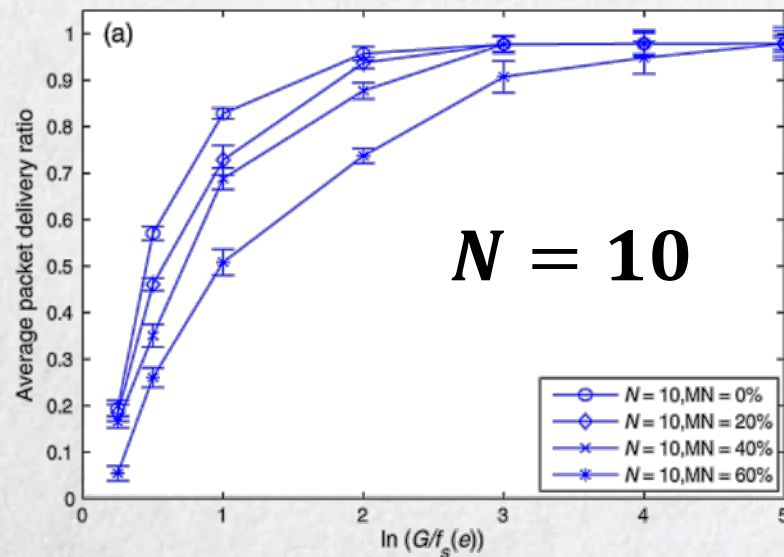 (a)
1
0.9
0.8
0.7
0.6
0.5
0.4
0.3
0.2
0.1
0
Average packet delivery ratio
N = 10
N = 10,MN = 0%
N = 10,MN = 20%
N = 10,MN = 40%
N = 10,MN = 60%
0 1 2 3 4 5
ln (G/f_s(e))